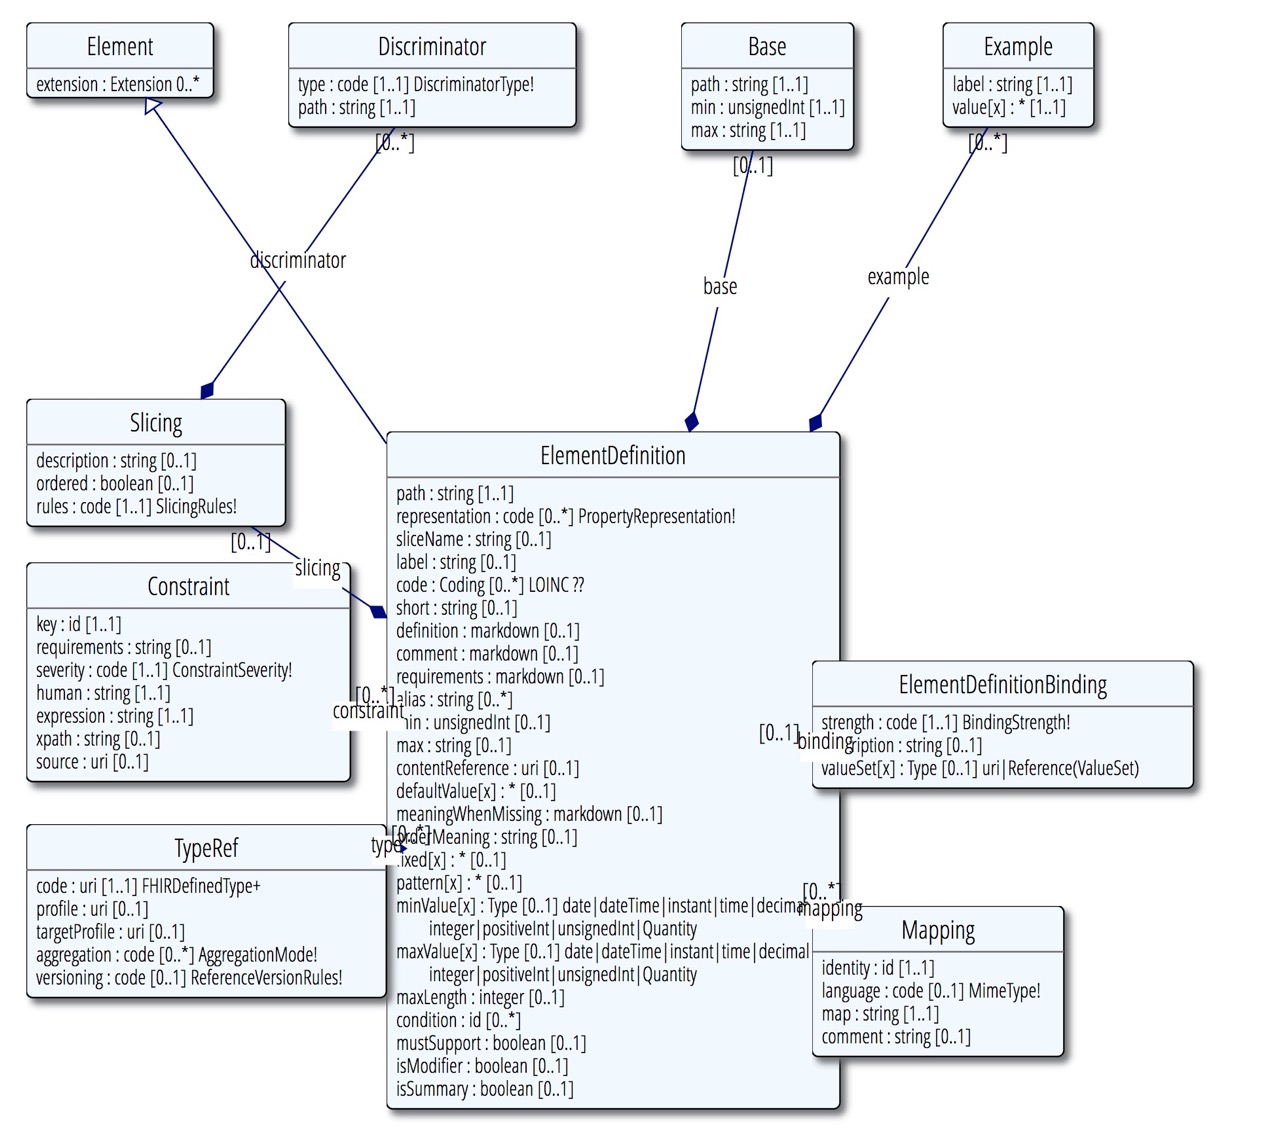 Element
extension : Extension 0..*
Discriminator
type : code [1..1] DiscriminatorType!
path : string [1..1]
[0..*]
Base
path : string [1..1]
min : unsignedInt [1..1]
max : string [1..1]
[0..1]
Example
label : string [1..1]
value[x] : * [1..1]
[0..*]
discriminator
base
example
Slicing
description : string [0..1]
ordered : boolean [0..1]
rules : code [1..1] SlicingRules!
[0..1]
slicing
Constraint
key : id [1..1]
requirements : string [0..1]
severity : code [1..1] ConstraintSeverity!
human : string [1..1]
expression : string [1..1]
xpath : string [0..1]
source : uri [0..1]
[0..*]
constraint
TypeRef
code : uri [1..1] FHIRDefinedType+
profile : uri [0..1]
targetProfile : uri [0..1]
aggregation : code [0..*] AggregationMode!
versioning : code [0..1] ReferenceVersionRules!
[0..*]
type
ElementDefinition
path : string [1..1]
representation : code [0..*] PropertyRepresentation!
sliceName : string [0..1]
label : string [0..1]
code : Coding [0..*] LOINC ??
short : string [0..1]
definition : markdown [0..1]
comment : markdown [0..1]
requirements : markdown [0..1]
alias : string [0..*]
min : unsignedInt [0..1]
max : string [0..1]
contentReference : uri [0..1]
defaultValue[x] : * [0..1]
meaningWhenMissing : markdown [0..1]
orderMeaning : string [0..1]
fixed[x] : * [0..1]
pattern[x] : * [0..1]
minValue[x] : Type [0..1] date|dateTime|instant|time|decimal
integer|positiveInt|unsignedInt|Quantity
maxValue[x] : Type [0..1] date|dateTime|instant|time|decimal
integer|positiveInt|unsignedInt|Quantity
maxLength : integer [0..1]
condition : id [0..*]
mustSupport : boolean [0..1]
isModifier : boolean [0..1]
isSummary : boolean [0..1]
ElementDefinitionBinding
strength : code [1..1] BindingStrength!
description : string [0..1]
valueSet[x] : Type [0..1] uri|Reference(ValueSet)
[0..1]
binding
[0..*]
mapping
Mapping
identity : id [1..1]
language : code [0..1] MimeType!
map : string [1..1]
comment : string [0..1]